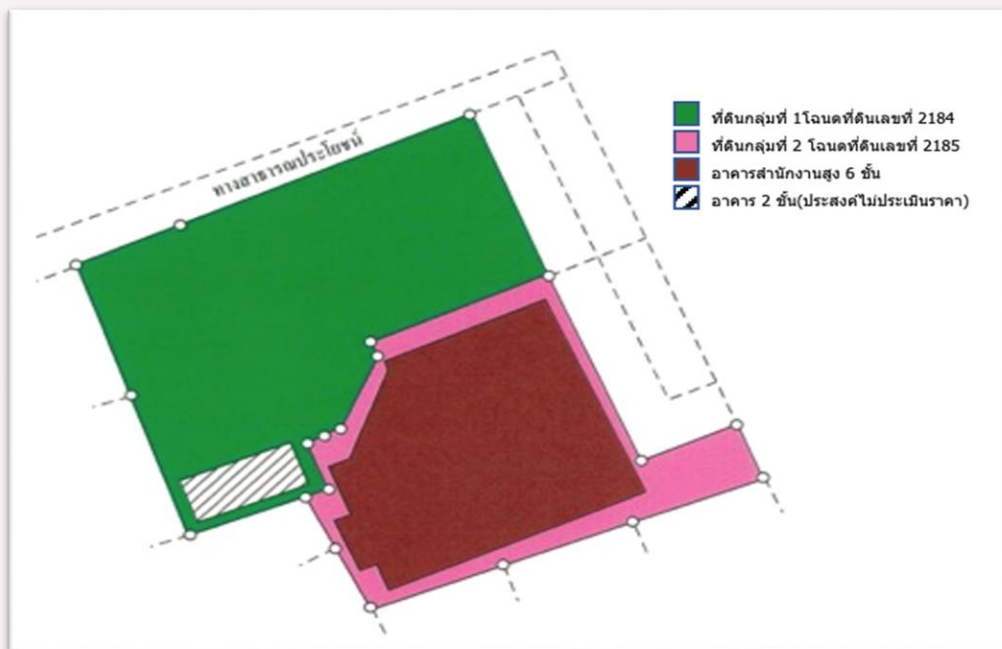 ทางสาธารณประโยชน์
ที่ดินกลุ่มที่ 1โฉนดที่ดินเลขที่ 2184
ที่ดินกลุ่มที่ 2 โฉนดที่ดินเลขที่ 2185
อาคารสำนักงานสูง 6 ชั้น
อาคาร 2 ชั้น(ประสงค์ไม่ประเมินราคา)